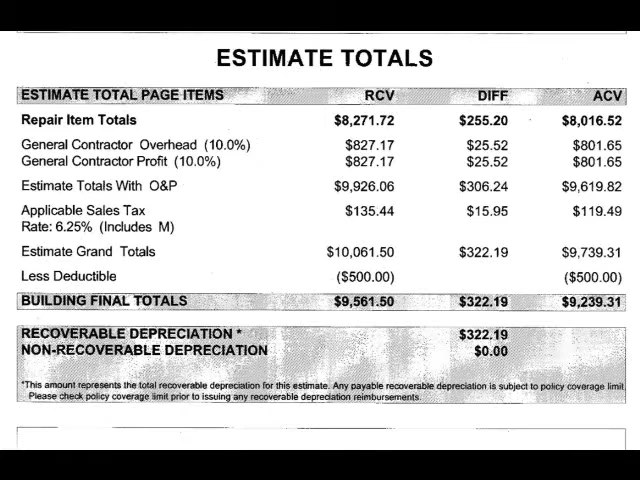 ESTIMATE TOTALS
ESTIMATE TOTAL PAGE ITEMS RCV DIFF ACV
Repair Item Totals $8,271.72 $255.20 $8,016.52
General Contractor Overhead (10.0%) $827.17 $25.52 $801.65
General Contractor Profit (10.0%) $827.17 $25.52 $801.65
Estimate Totals With O&P $9,926.06 $306.24 $9,619.82
Applicable Sales Tax $135.44 $15.95 $119.49
Rate: 6.25% (Includes M)
Estimate Grand Totals $10,061.50 $322.19 $9,739.31
Less Deductible ($500.00) ($500.00)
BUILDING FINAL TOTALS $9,561.50 $322.19 $9,239.31
RECOVERABLE DEPRECIATION * $322.19
NON-RECOVERABLE DEPRECIATION $0.00
*This amount represents the total recoverable depreciation for this estimate. Any payable recoverable depreciation is subject to policy coverage limit
Please check policy coverage limit prior to issuing any recoverable depreciation reimbursements.